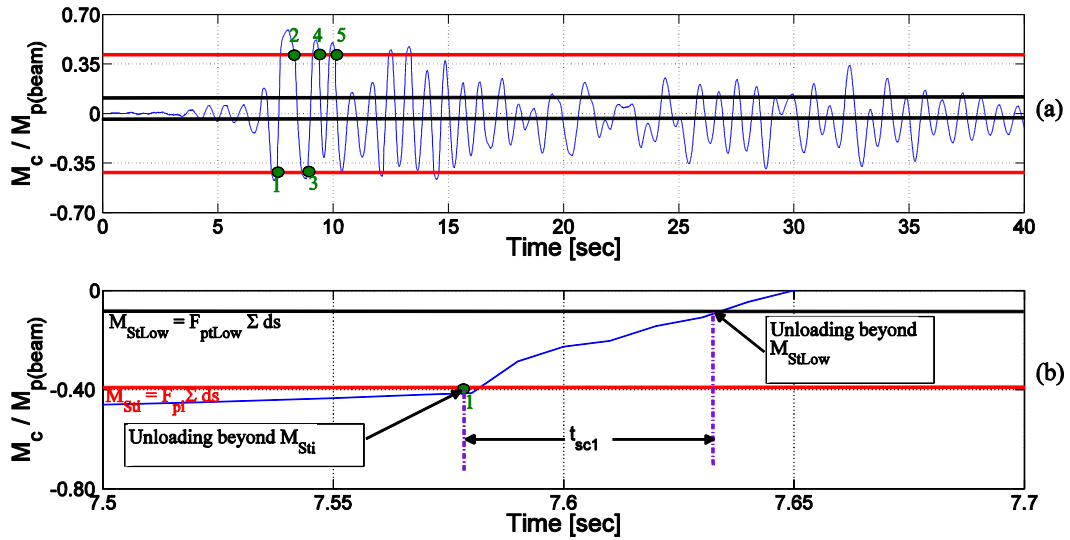 0.70
0.35
0
-0.35
-0.70
M_c / M_p(beam)
2 4 5
1 3
(a)
0 5 10 15 20 25 30 35 40
Time [sec]
0
-0.40
-0.80
M_c / M_p(beam)
M_StLow = F_ptLow Σ ds
Unloading beyond
M_StLow
M_Sti = F_pi Σ ds
1
(b)
Unloading beyond M_Sti
t_sc1
7.5 7.55 7.6 7.65 7.7
Time [sec]